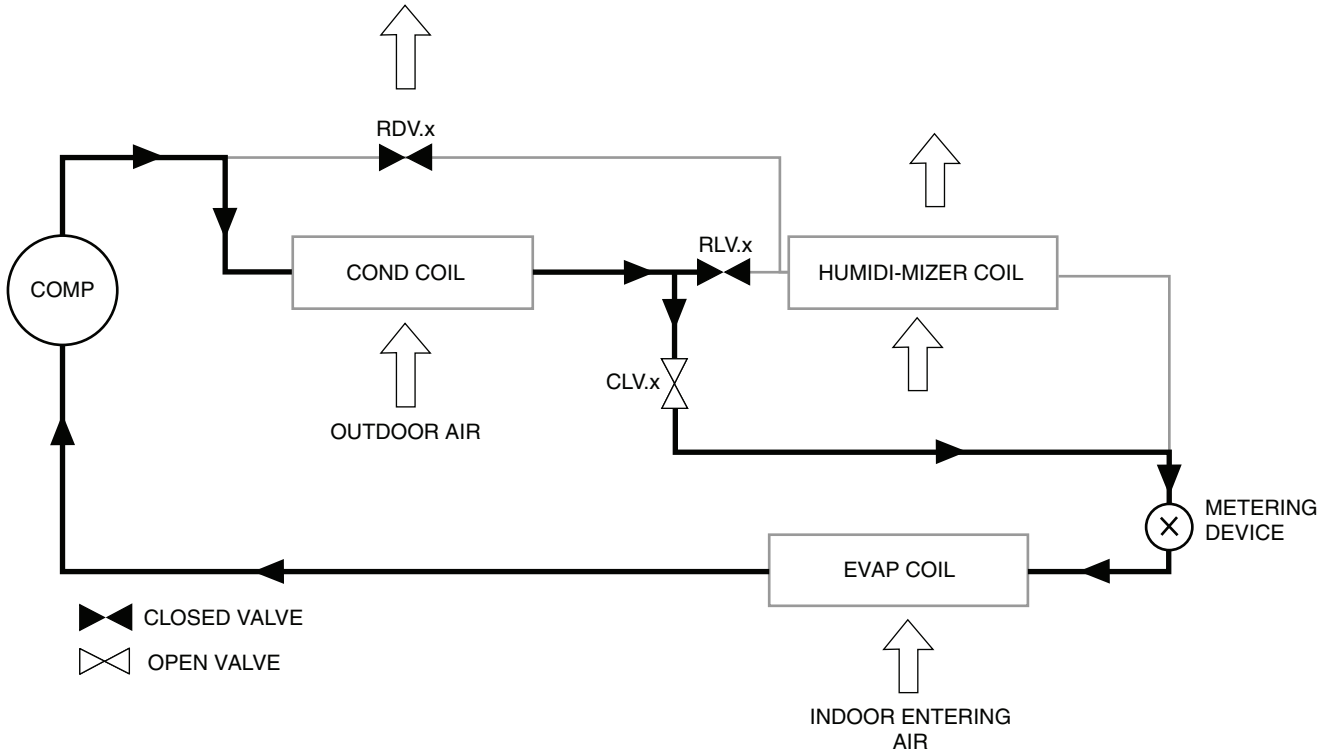 RDV.x
RLV.x
COND COIL
HUMIDI-MIZER COIL
COMP
CLV.x
OUTDOOR AIR
METERING
DEVICE
EVAP COIL
CLOSED VALVE
OPEN VALVE
INDOOR ENTERING
AIR